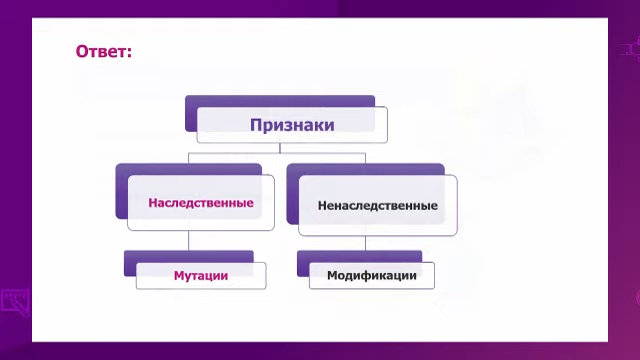 Ответ:
Признаки
Наследственные
Ненаследственные
Мутации
Модификации